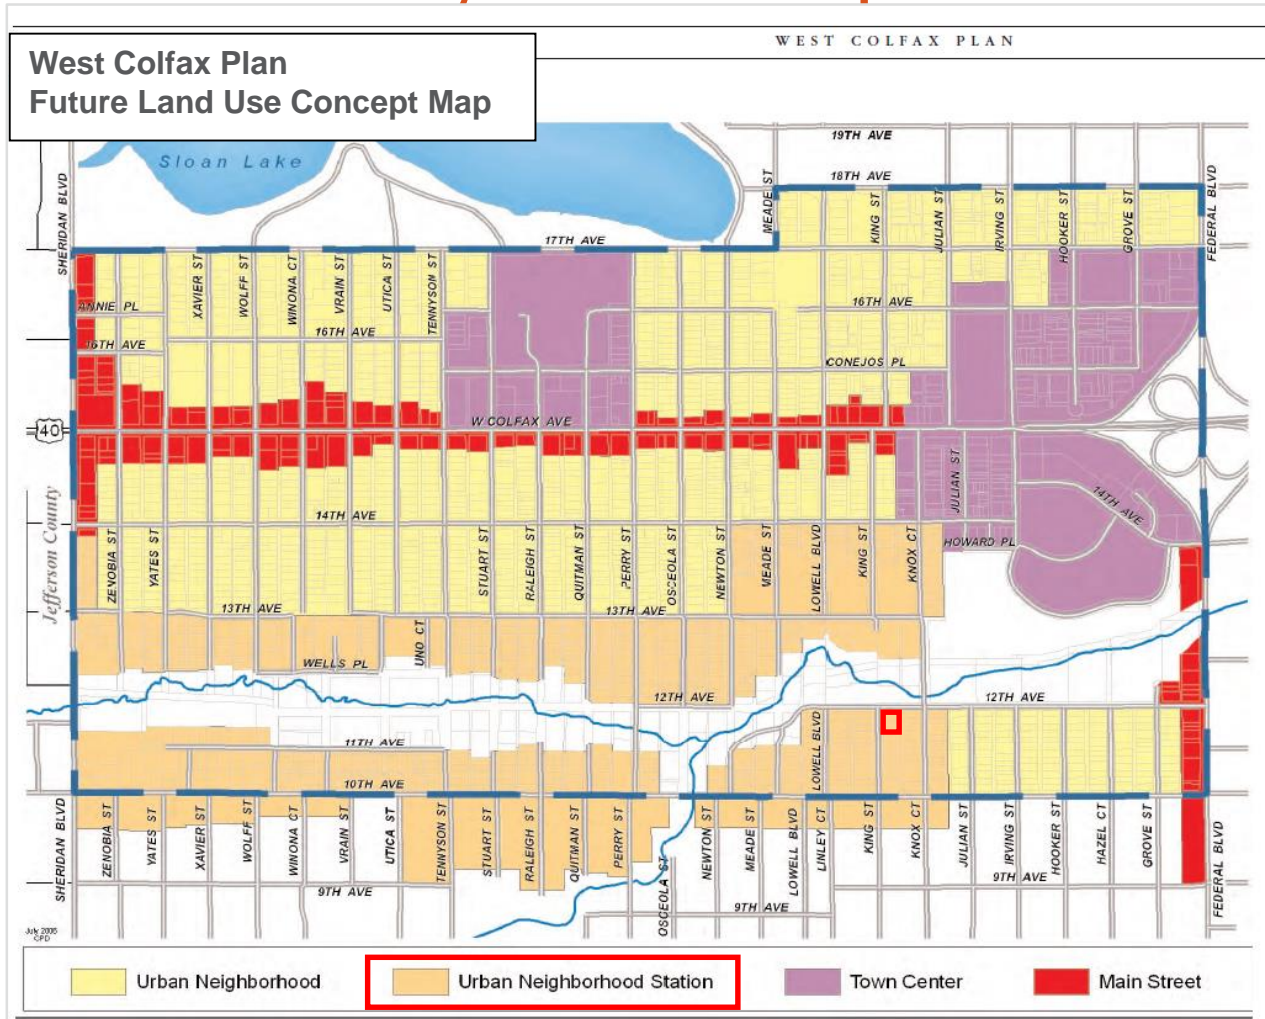 WEST COLFAX PLAN
West Colfax Plan
Future Land Use Concept Map
19TH AVE
18TH AVE
Sloan Lake
SHERIDAN BLVD
MEADE ST
KING ST
JULIAN ST
IRVING ST
HOOKER ST
GROVE ST
FEDERAL BLVD
17TH AVE
ANNIE PL
XAVIER ST
WOLFF ST
WINONA CT
VRAIN ST
UTICA ST
TENNYSON ST
16TH AVE
16TH AVE
16TH AVE
CONEJOS PL
40
W COLFAX AVE
Jefferson County
JULIAN ST
14TH AVE
14TH AVE
HOWARD PL
ZENOBIA ST
YATES ST
STUART ST
RALEIGH ST
QUITMAN ST
PERRY ST
OSCEOLA ST
NEWTON ST
MEADE ST
LOWELL BLVD
KING ST
KNOX CT
13TH AVE
13TH AVE
UNO CT
WELLS PL
12TH AVE
12TH AVE
LOWELL BLVD
11TH AVE
10TH AVE
SHERIDAN BLVD
ZENOBIA ST
YATES ST
XAVIER ST
WOLFF ST
WINONA CT
VRAIN ST
UTICA ST
TENNYSON ST
STUART ST
RALEIGH ST
QUITMAN ST
PERRY ST
OSCEOLA ST
NEWTON ST
MEADE ST
LOWELL BLVD
LINLEY CT
KING ST
KNOX CT
JULIAN ST
IRVING ST
HOOKER ST
HAZEL CT
GROVE ST
FEDERAL BLVD
9TH AVE
9TH AVE
9TH AVE
July 2006
CPD
Urban Neighborhood
Urban Neighborhood Station
Town Center
Main Street